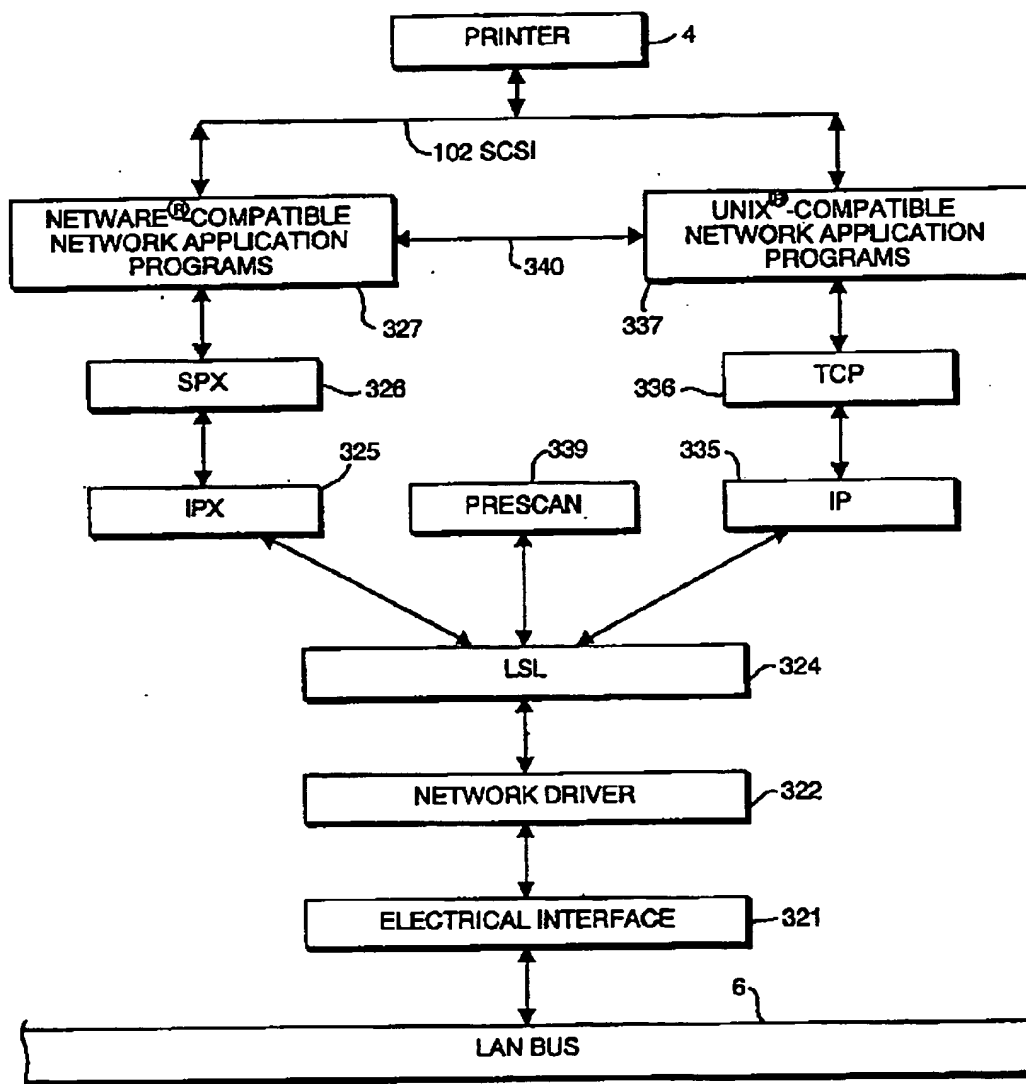 PRINTER
4
102 SCSI
NETWARE®-COMPATIBLE
NETWORK APPLICATION
PROGRAMS
UNIX®-COMPATIBLE
NETWORK APPLICATION
PROGRAMS
340
327
337
SPX
326
TCP
336
325
339
335
IPX
PRESCAN
IP
LSL
324
NETWORK DRIVER
322
ELECTRICAL INTERFACE
321
6
LAN BUS